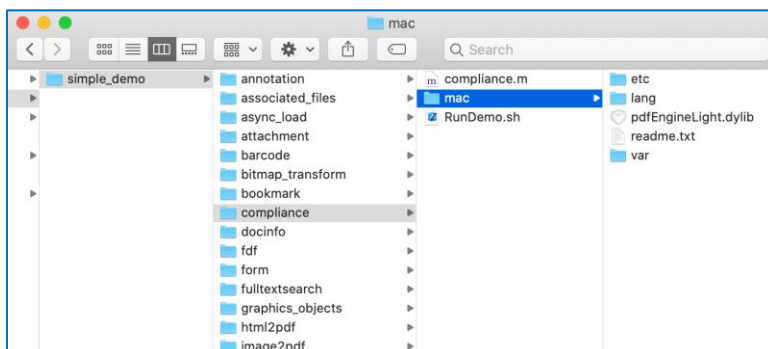 mac
Search
simple_demo
annotation
associated_files
async_load
attachment
barcode
bitmap_transform
bookmark
compliance
docinfo
fdf
form
fulltextsearch
graphics_objects
html2pdf
image2pdf
m compliance.m
mac
RunDemo.sh
etc
lang
pdfEngineLight.dylib
readme.txt
var